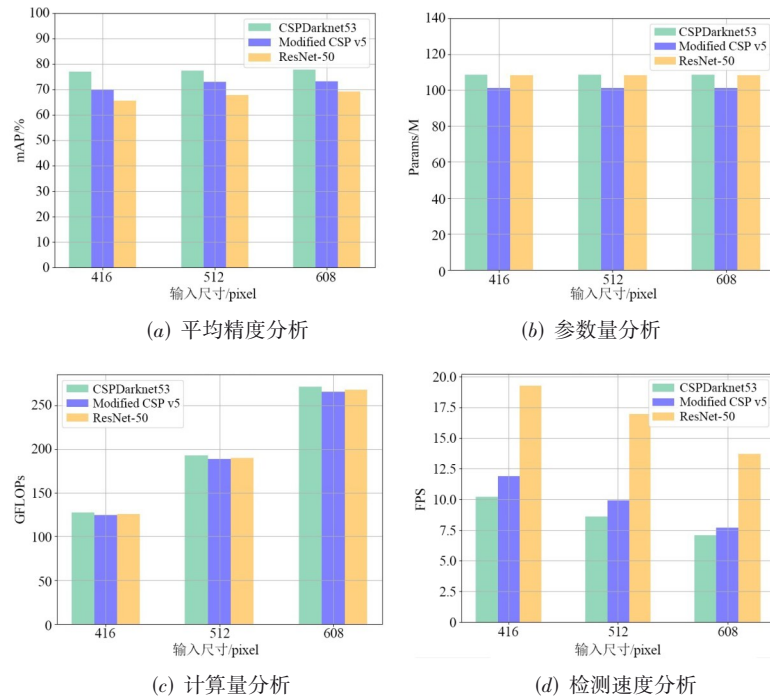 100
90
80
70
60
50
40
30
20
10
0
mAP/%
CSPDarknet53
Modified CSP v5
ResNet-50
416
512
608
输入尺寸/pixel
(a) 平均精度分析
140
120
100
80
60
40
20
0
Params/M
CSPDarknet53
Modified CSP v5
ResNet-50
416
512
608
输入尺寸/pixel
(b) 参数量分析
250
200
150
100
50
0
GFLOPs
CSPDarknet53
Modified CSP v5
ResNet-50
416
512
608
输入尺寸/pixel
(c) 计算量分析
20.0
17.5
15.0
12.5
10.0
7.5
5.0
2.5
0
FPS
CSPDarknet53
Modified CSP v5
ResNet-50
416
512
608
输入尺寸/pixel
(d) 检测速度分析